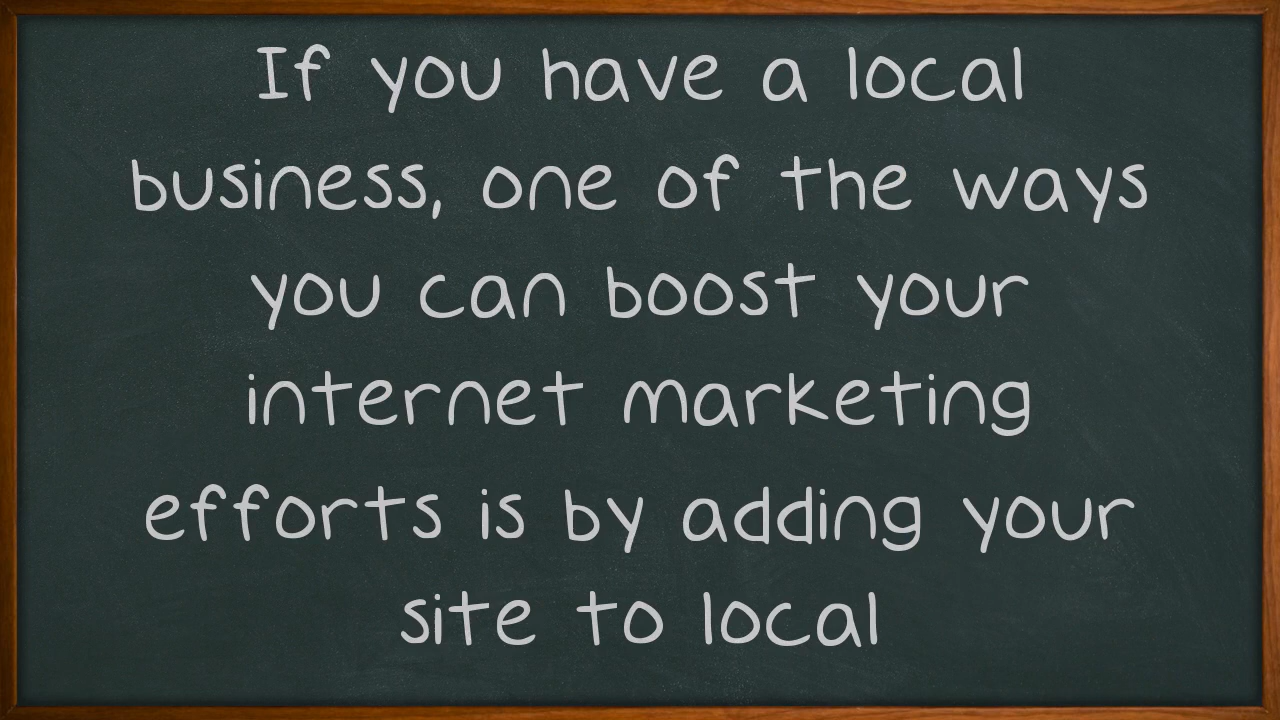 If you have a local
business, one of the ways
you can boost your
internet marketing
efforts is by adding your
site to local